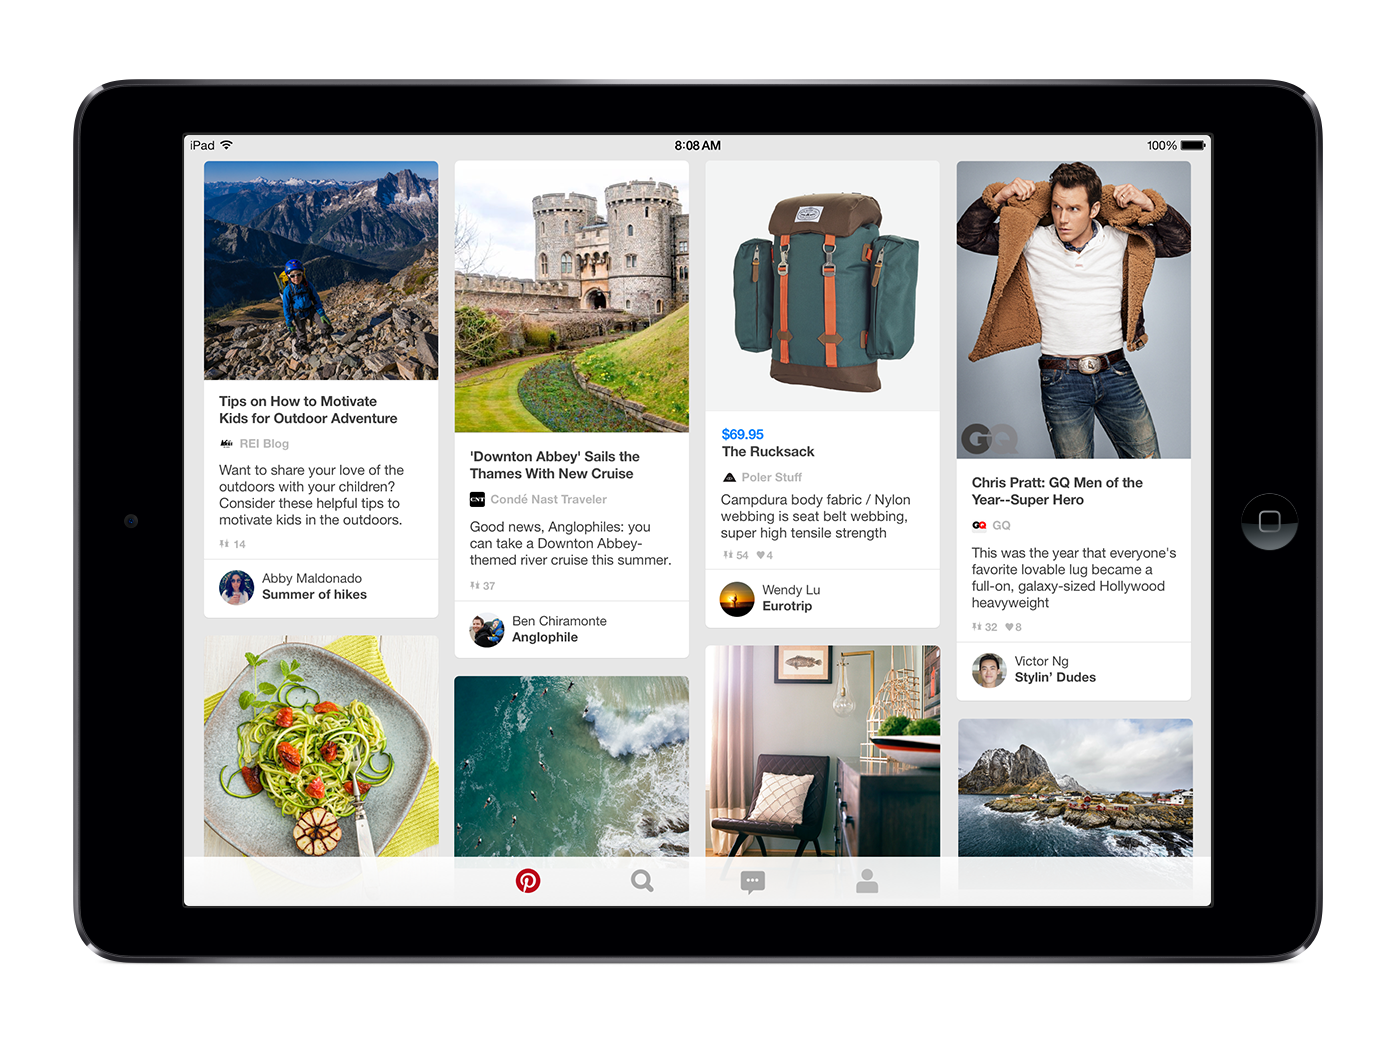 iPad
8:08 AM
100%
Tips on How to Motivate
Kids for Outdoor Adventure
REI Blog
Want to share your love of the
outdoors with your children?
Consider these helpful tips to
motivate kids in the outdoors.
14
Abby Maldonado
Summer of hikes
'Downton Abbey' Sails the
Thames With New Cruise
CNT
Condé Nast Traveler
Good news, Anglophiles: you
can take a Downton Abbey-
themed river cruise this summer.
37
Ben Chiramonte
Anglophile
$69.95
The Rucksack
Poler Stuff
Campdura body fabric / Nylon
webbing is seat belt webbing,
super high tensile strength
54 4
Wendy Lu
Eurotrip
GQ
Chris Pratt: GQ Men of the
Year--Super Hero
GQ GQ
This was the year that everyone's
favorite lovable lug became a
full-on, galaxy-sized Hollywood
heavyweight
32 8
Victor Ng
Stylin' Dudes